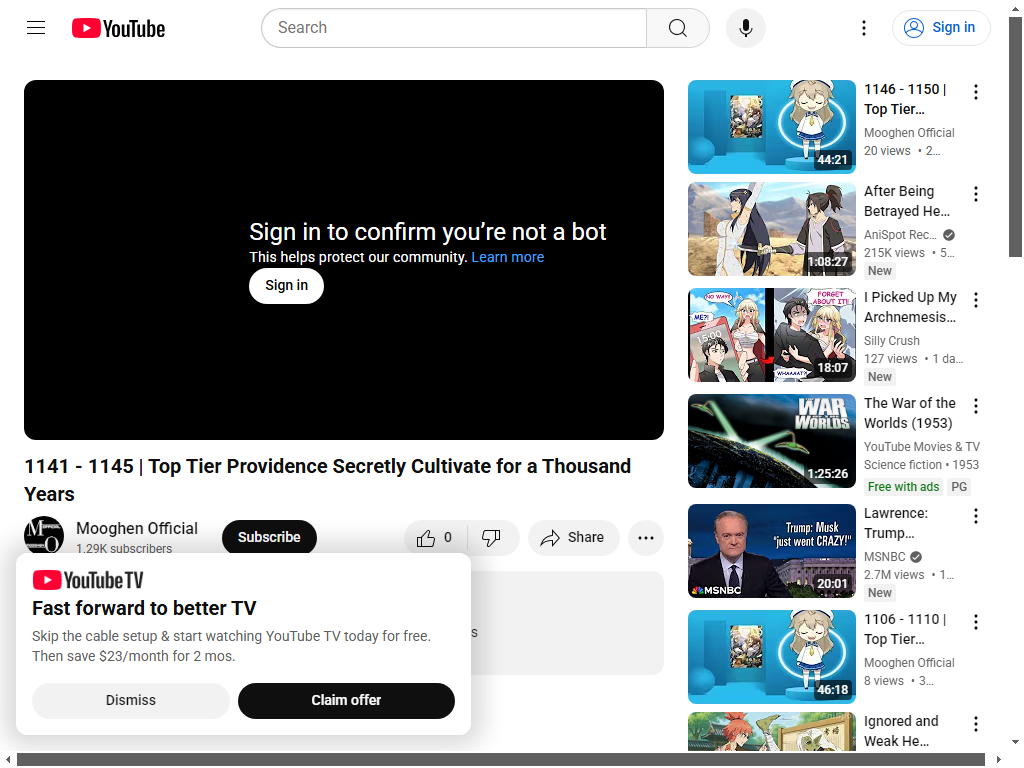 YouTube
Search
Sign in
Sign in to confirm you’re not a bot
This helps protect our community. Learn more
Sign in
1141 - 1145 | Top Tier Providence Secretly Cultivate for a Thousand
Years
Mooghen Official
1.29K subscribers
Subscribe
0
Share
YouTube TV
Fast forward to better TV
Skip the cable setup & start watching YouTube TV today for free.
Then save $23/month for 2 mos.
Dismiss
Claim offer
44:21
1146 - 1150 |
Top Tier…
Mooghen Official
20 views • 2…
1:08:27
After Being
Betrayed He…
AniSpot Rec…
215K views • 5…
New
NO WAY!!
ME?!
15:00
FORGET
ABOUT IT!!
WHAAAAT?!
18:07
I Picked Up My
Archnemesis…
Silly Crush
127 views • 1 da…
New
WAR OF THE
WORLDS
1:25:26
The War of the
Worlds (1953)
YouTube Movies & TV
Science fiction • 1953
Free with ads PG
Trump: Musk
"just went CRAZY!"
MSNBC
20:01
Lawrence:
Trump…
MSNBC
2.7M views • 1…
New
46:18
1106 - 1110 |
Top Tier…
Mooghen Official
8 views • 3…
Ignored and
Weak He…